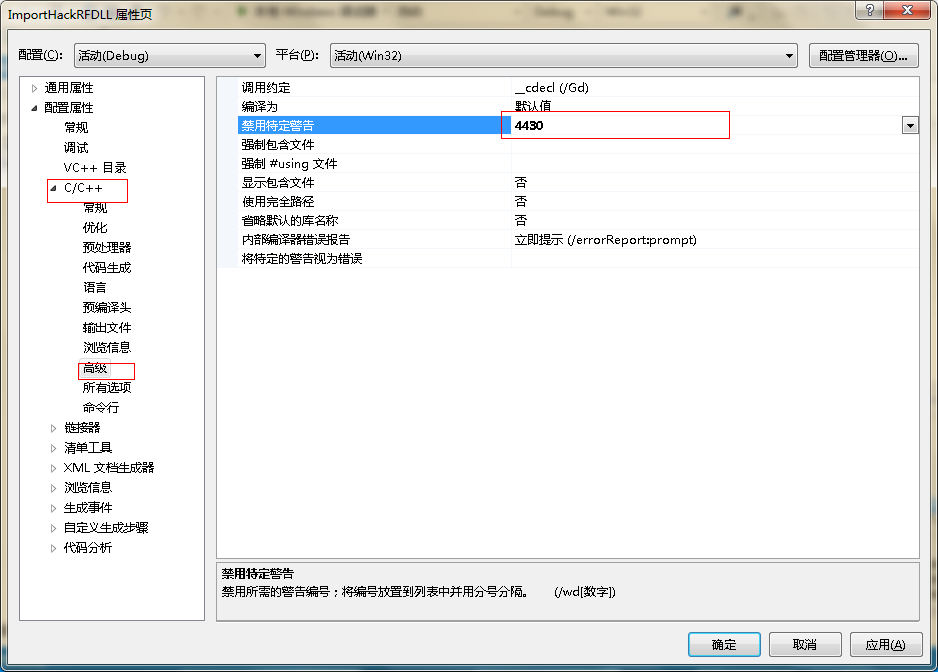 ImportHackRFDLL 属性页
配置(C): 活动(Debug) 平台(P): 活动(Win32) 配置管理器(O)...
通用属性
配置属性
常规
调试
VC++ 目录
C/C++
常规
优化
预处理器
代码生成
语言
预编译头
输出文件
浏览信息
高级
所有选项
命令行
链接器
清单工具
XML 文档生成器
浏览信息
生成事件
自定义生成步骤
代码分析
调用约定 __cdecl (/Gd)
编译为 默认值
禁用特定警告 4430
强制包含文件
强制 #using 文件
显示包含文件 否
使用完全路径 否
省略默认的库名称 否
内部编译器错误报告 立即提示 (/errorReport:prompt)
将特定的警告视为错误
禁用特定警告
禁用所需的警告编号；将编号放置到列表中并用分号分隔。 (/wd[数字])
确定 取消 应用(A)